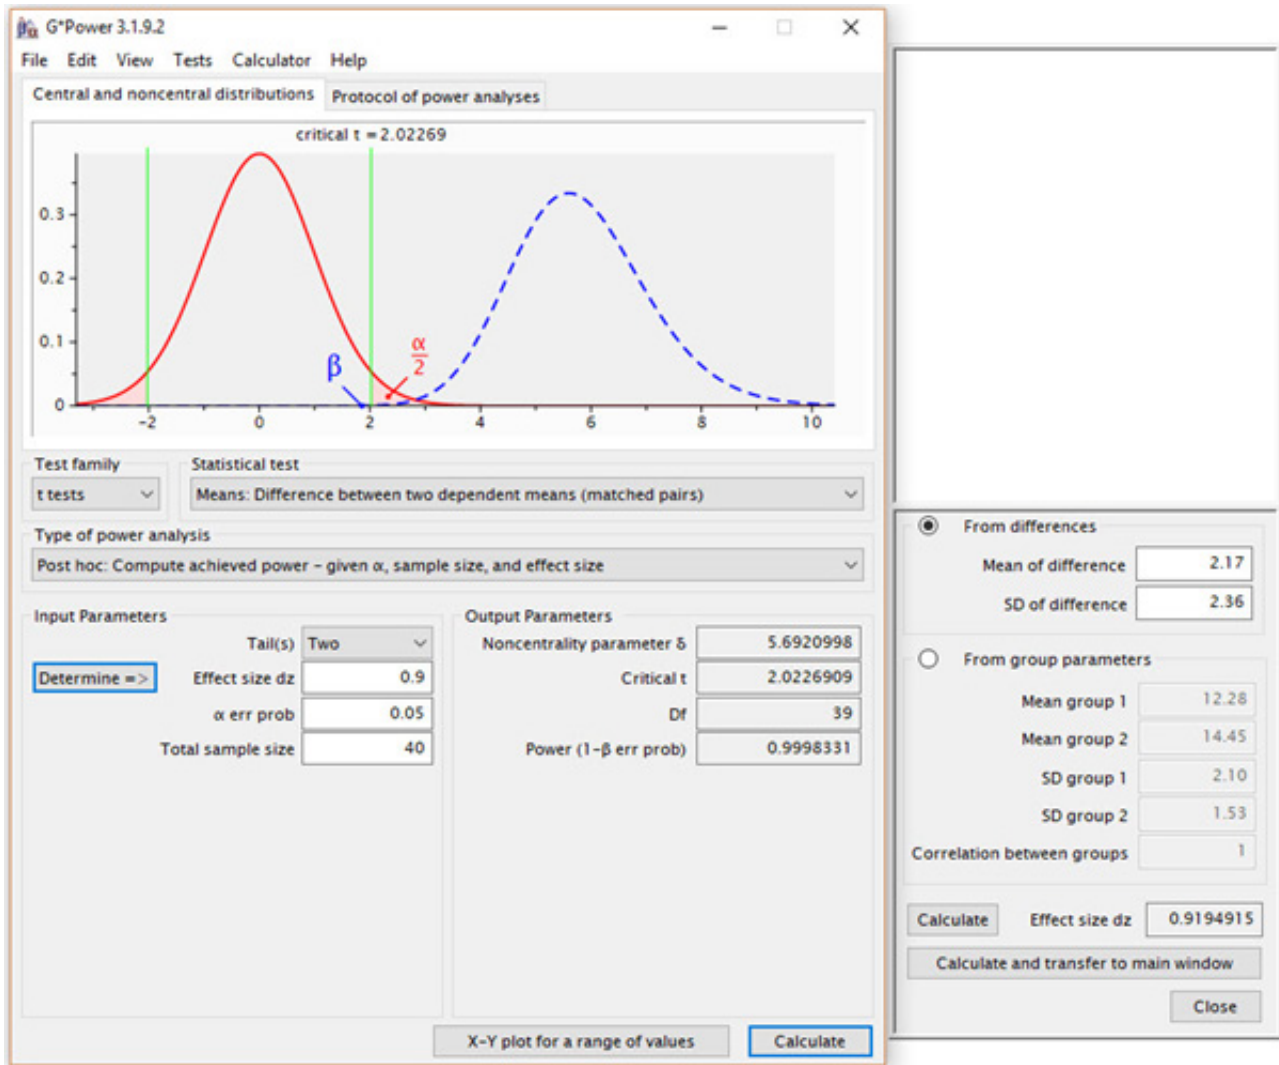 G*Power 3.1.9.2
File Edit View Tests Calculator Help
Central and noncentral distributions Protocol of power analyses
critical t = 2.02269
0.3
0.2
0.1
0
β
α
2
-2 0 2 4 6 8 10
Test family Statistical test
t tests Means: Difference between two dependent means (matched pairs)
Type of power analysis
Post hoc: Compute achieved power – given α, sample size, and effect size
Input Parameters
Tail(s) Two
Determine => Effect size dz 0.9
α err prob 0.05
Total sample size 40
Output Parameters
Noncentrality parameter δ 5.6920998
Critical t 2.0226909
Df 39
Power (1-β err prob) 0.9998331
X-Y plot for a range of values Calculate
From differences
Mean of difference 2.17
SD of difference 2.36
From group parameters
Mean group 1 12.28
Mean group 2 14.45
SD group 1 2.10
SD group 2 1.53
Correlation between groups 1
Calculate Effect size dz 0.9194915
Calculate and transfer to main window
Close